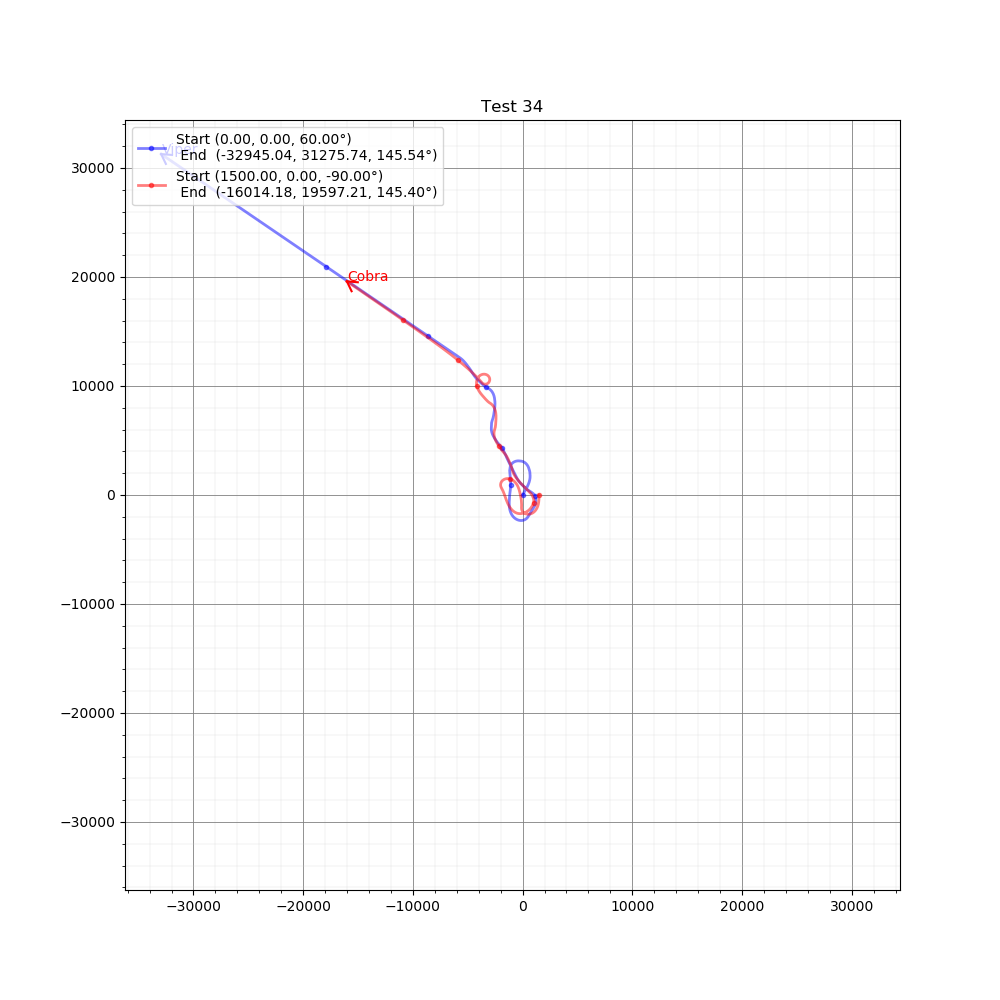 Test 34
Start (0.00, 0.00, 60.00°)
End (-32945.04, 31275.74, 145.54°)
Start (1500.00, 0.00, -90.00°)
End (-16014.18, 19597.21, 145.40°)
Viper
Cobra
30000
20000
10000
0
−10000
−20000
−30000
−30000
−20000
−10000
0
10000
20000
30000